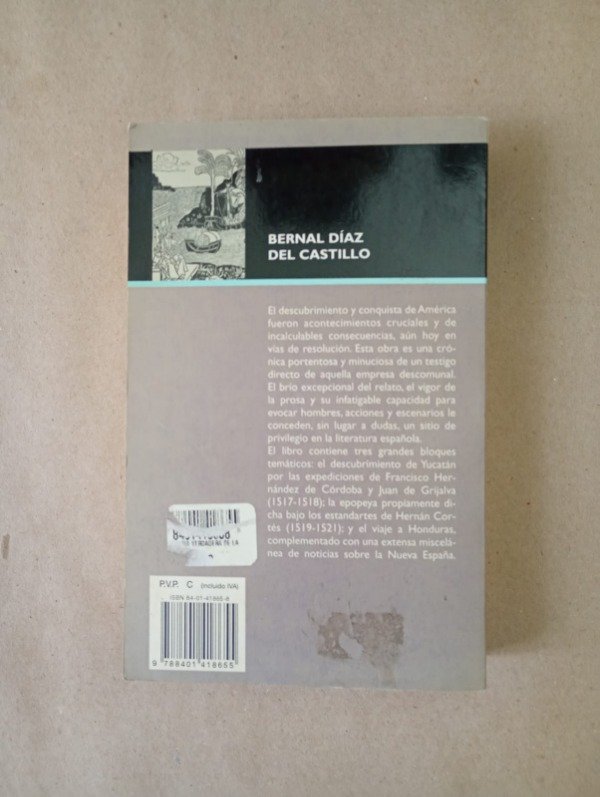 BERNAL DÍAZ
DEL CASTILLO
El descubrimiento y conquista de América
fueron acontecimientos cruciales y de
incalculables consecuencias, aún hoy en
vías de resolución. Esta obra es una cró-
nica portentosa y minuciosa de un testigo
directo de aquella empresa descomunal.
El brío excepcional del relato, el vigor de
la prosa y su infatigable capacidad para
evocar hombres, acciones y escenarios le
conceden, sin lugar a dudas, un sitio de
privilegio en la literatura española.
El libro contiene tres grandes bloques
temáticos: el descubrimiento de Yucatán
por las expediciones de Francisco Her-
nández de Córdoba y Juan de Grijalva
(1517-1518); la epopeya propiamente di-
cha bajo los estandartes de Hernán Cor-
tés (1519-1521); y el viaje a Honduras,
complementado con una extensa miscelá-
nea de noticias sobre la Nueva España.
DE LA
P.V.P. C (incluido IVA)
ISBN 84-01-41865-8
9 788401 418655